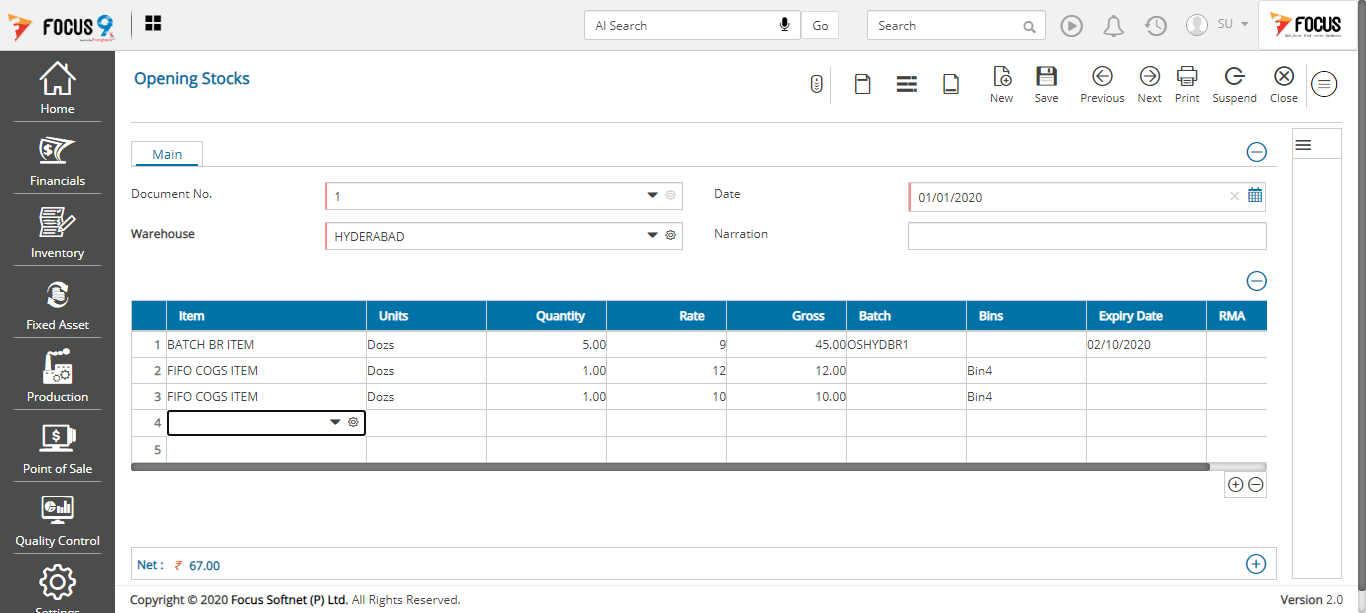 FOCUS 9 AI Search Go Search SU FOCUS
Opening Stocks New Save Previous Next Print Suspend Close
Home
Financials
Inventory
Fixed Asset
Production
Point of Sale
Quality Control
Settings
Main
Document No. 1 Date 01/01/2020
Warehouse HYDERABAD Narration
Item Units Quantity Rate Gross Batch Bins Expiry Date RMA
1 BATCH BR ITEM Dozs 5.00 9 45.00 OSHYDBR1 02/10/2020
2 FIFO COGS ITEM Dozs 1.00 12 12.00 Bin4
3 FIFO COGS ITEM Dozs 1.00 10 10.00 Bin4
4
5
Net : ₹ 67.00
Copyright © 2020 Focus Softnet (P) Ltd. All Rights Reserved. Version 2.0